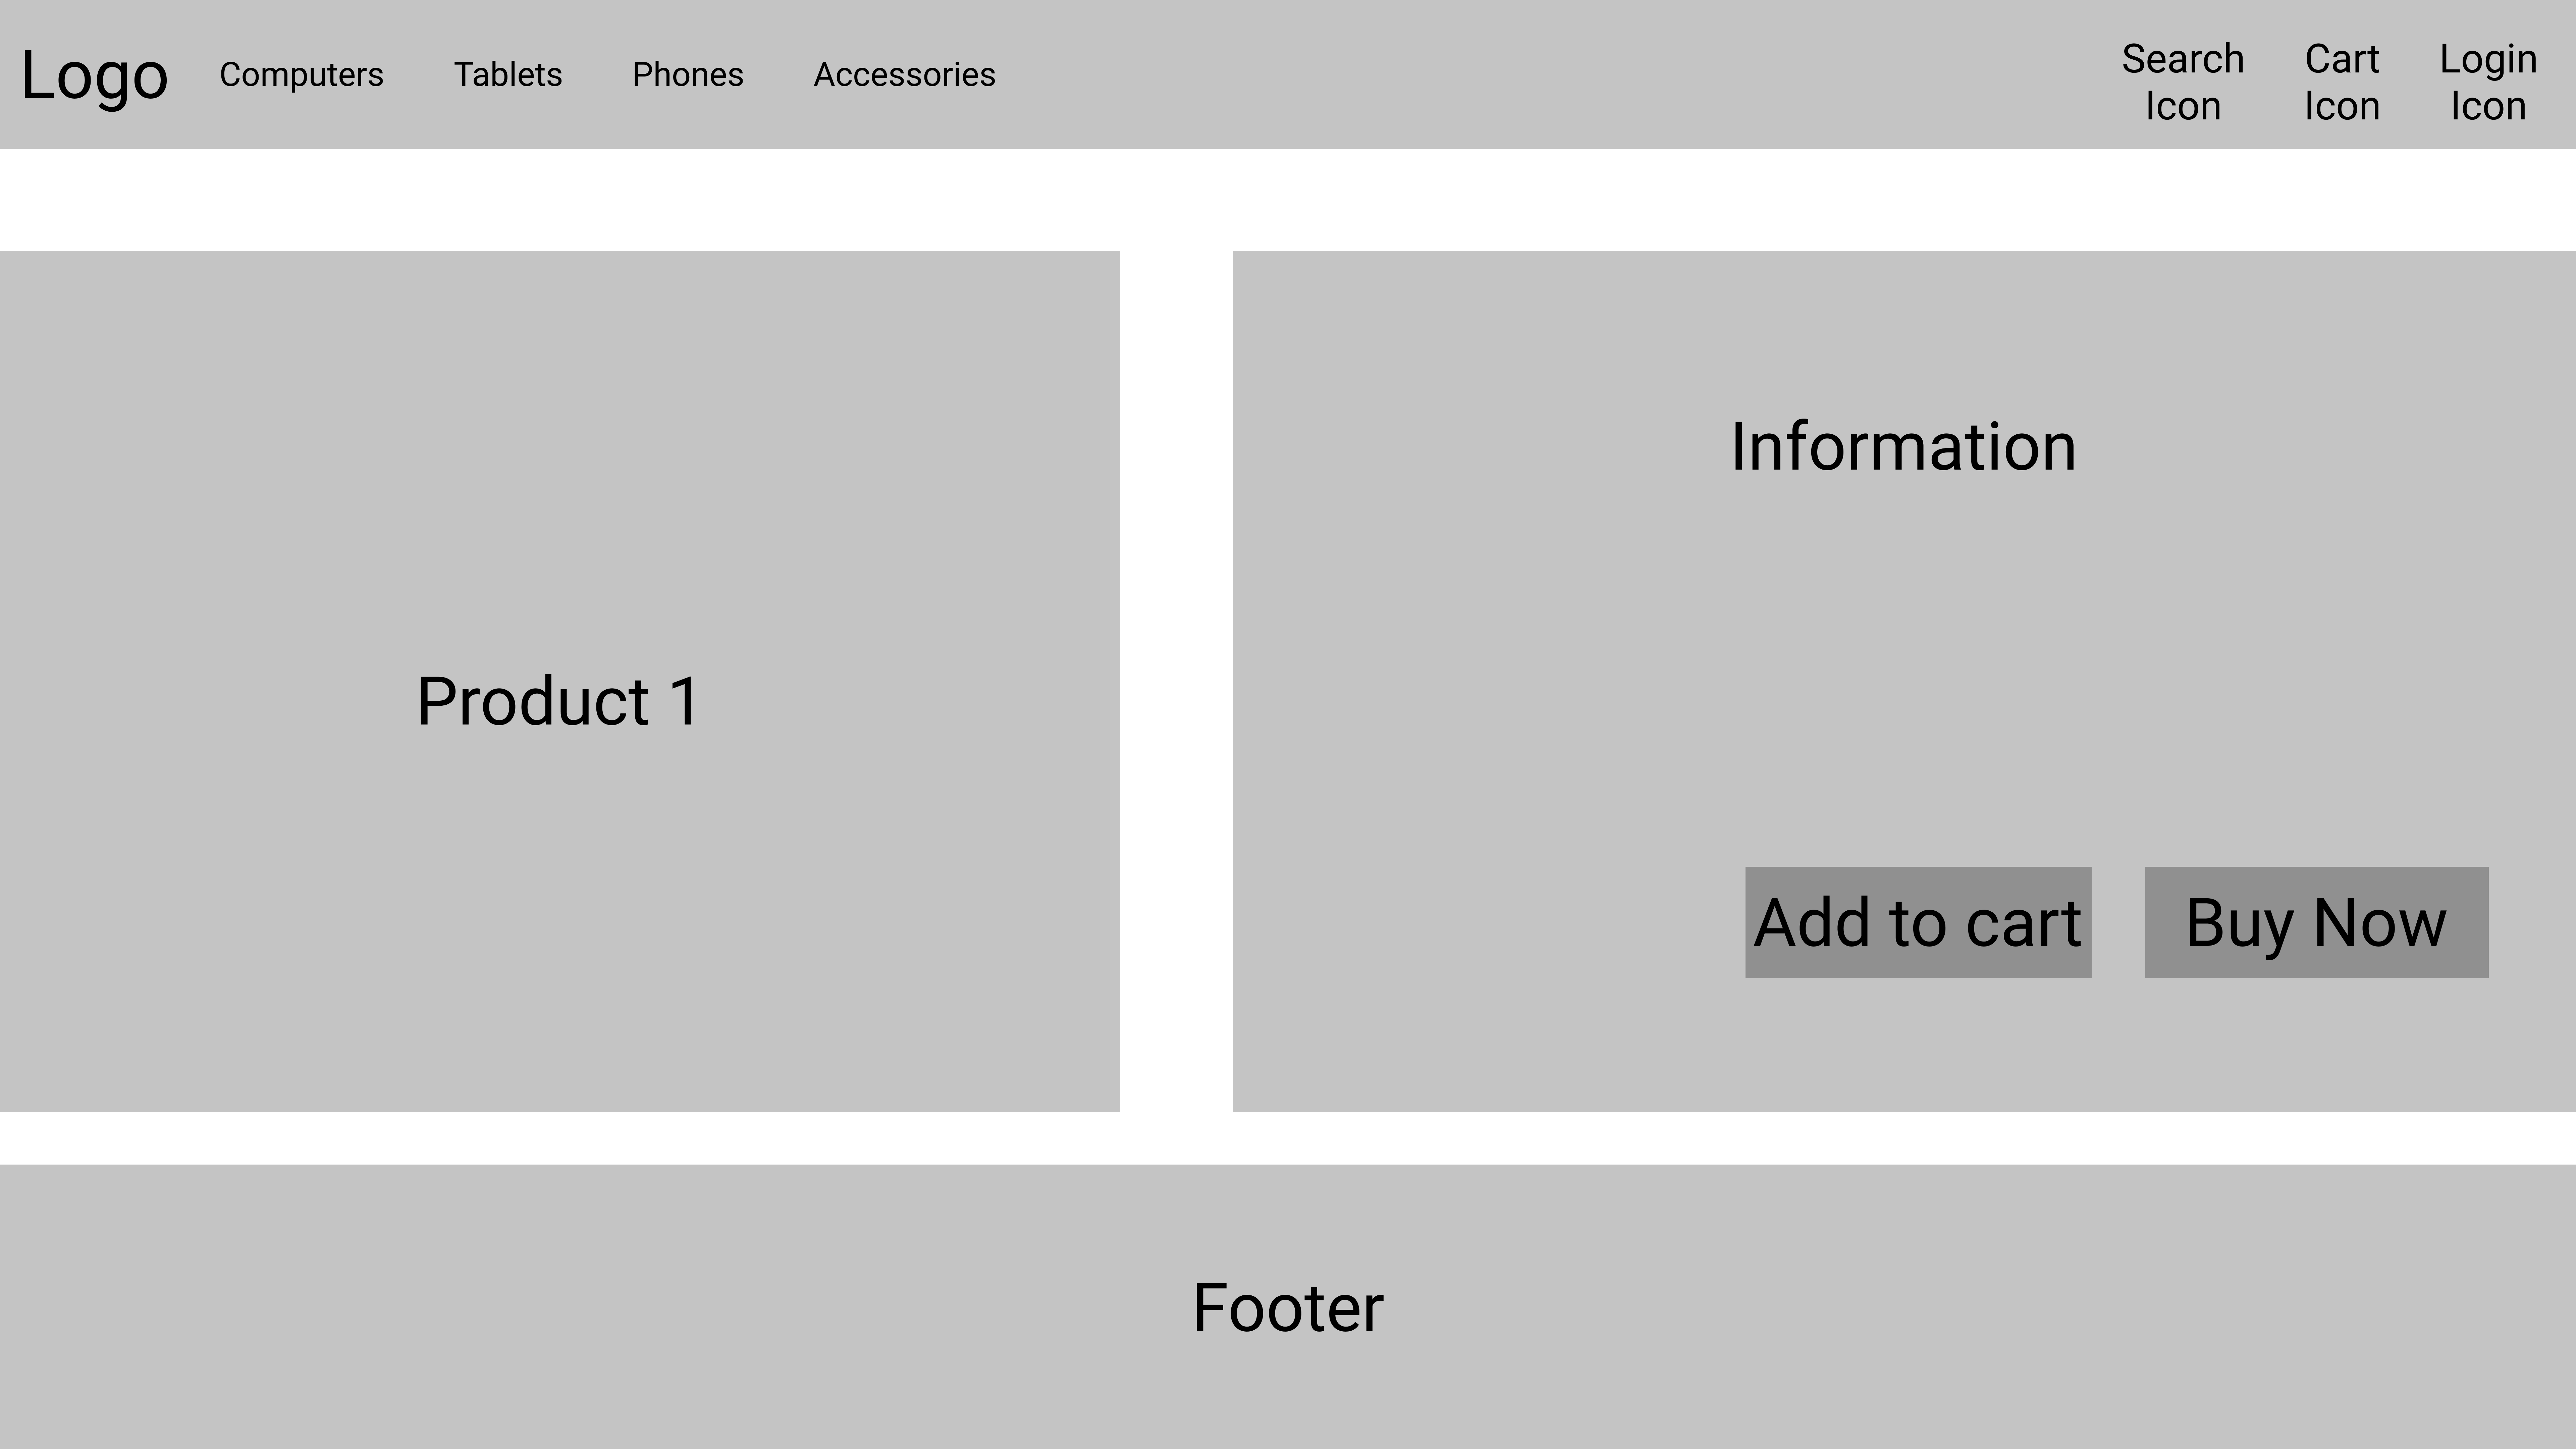 Logo
Computers
Tablets
Phones
Accessories
Search
Icon
Cart
Icon
Login
Icon
Product 1
Information
Add to cart
Buy Now
Footer